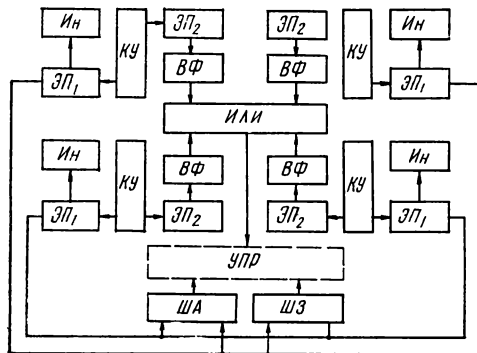 Ин КУ ЭП₂ ЭП₂ КУ Ин
ЭП₁ ВФ ВФ ЭП₁
ИЛИ
Ин КУ ВФ ВФ КУ Ин
ЭП₁ ЭП₂ ЭП₂ ЭП₁
УПР
ША ШЗ